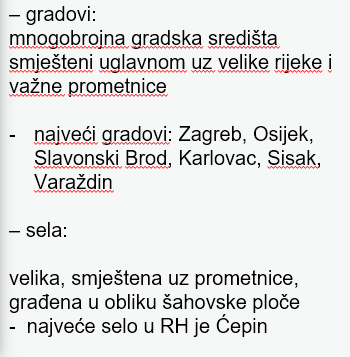 – gradovi:
mnogobrojna gradska središta
smješteni uglavnom uz velike rijeke i
važne prometnice
- najveći gradovi: Zagreb, Osijek,
Slavonski Brod, Karlovac, Sisak,
Varaždin
– sela:
velika, smještena uz prometnice,
građena u obliku šahovske ploče
- najveće selo u RH je Ćepin